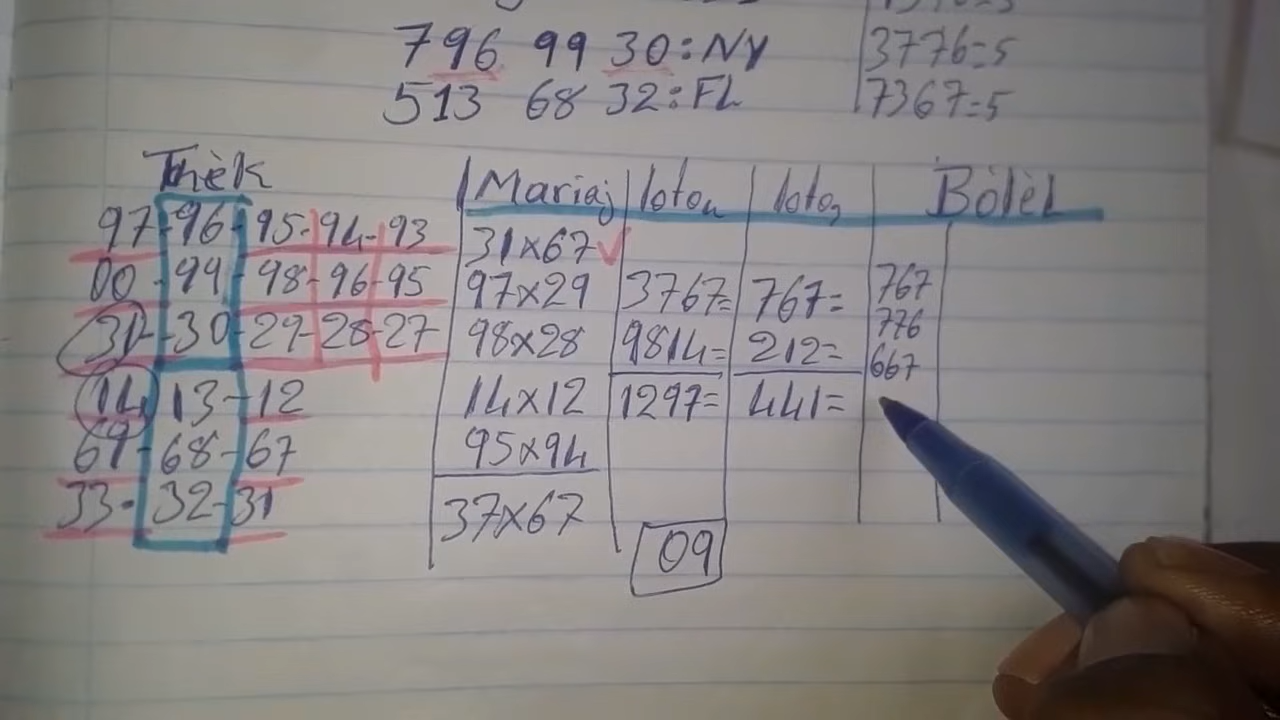 796 99 30:NY
3776=5
513 68 32:FL
7367=5
Thèk
Mariaj
loto4
loto3
Bòlèt
97-96-95-94-93
31x67✓
00-99-98-96-95
97x29
3767=
767=
767
31-30-29-28-27
98x28
9814=
212=
776
667
14-13-12
14x12
1297=
441=
69-68-67
95x94
33-32-31
37x67
09